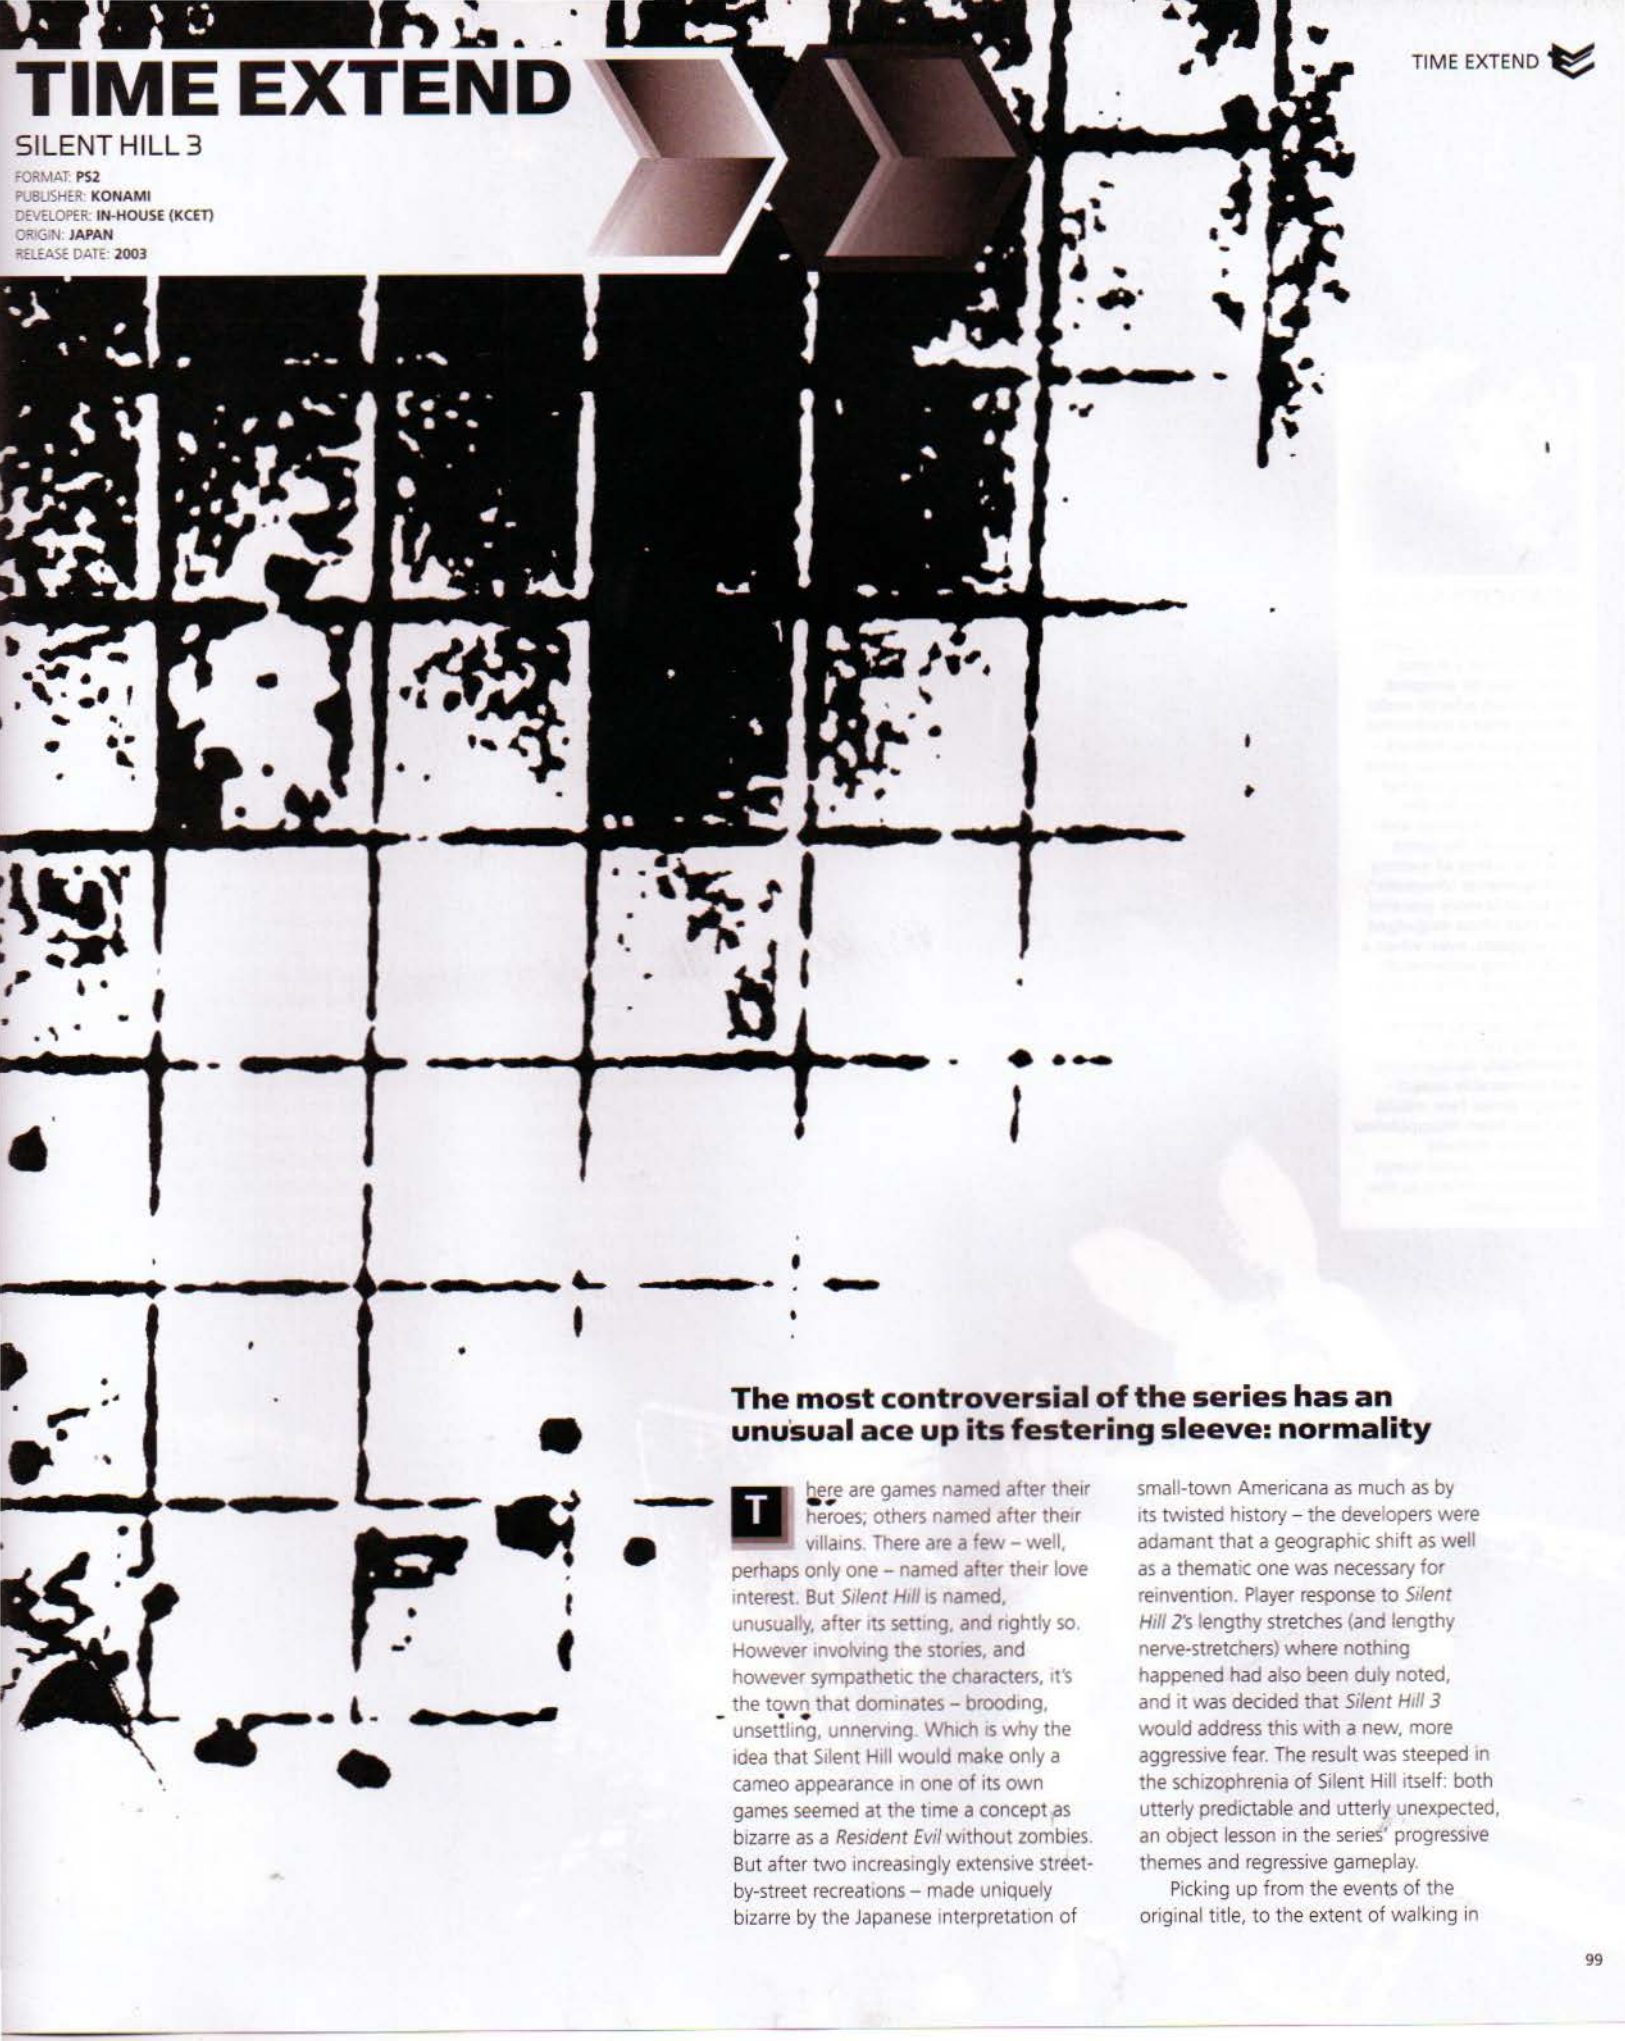 TIME EXTEND
TIME EXTEND
SILENT HILL 3
FORMAT: PS2
PUBLISHER: KONAMI
DEVELOPER: IN-HOUSE (KCET)
ORIGIN: JAPAN
RELEASE DATE: 2003
The most controversial of the series has an
unusual ace up its festering sleeve: normality
There are games named after their
heroes; others named after their
villains. There are a few – well,
perhaps only one – named after their love
interest. But Silent Hill is named,
unusually, after its setting, and rightly so.
However involving the stories, and
however sympathetic the characters, it's
the town that dominates – brooding,
unsettling, unnerving. Which is why the
idea that Silent Hill would make only a
cameo appearance in one of its own
games seemed at the time a concept as
bizarre as a Resident Evil without zombies.
But after two increasingly extensive street-
by-street recreations – made uniquely
bizarre by the Japanese interpretation of
small-town Americana as much as by
its twisted history – the developers were
adamant that a geographic shift as well
as a thematic one was necessary for
reinvention. Player response to Silent
Hill 2's lengthy stretches (and lengthy
nerve-stretchers) where nothing
happened had also been duly noted,
and it was decided that Silent Hill 3
would address this with a new, more
aggressive fear. The result was steeped in
the schizophrenia of Silent Hill itself: both
utterly predictable and utterly unexpected,
an object lesson in the series' progressive
themes and regressive gameplay.
Picking up from the events of the
original title, to the extent of walking in
99